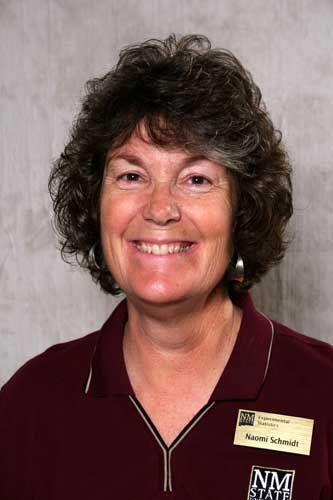 NM
Experimental
Statistics
Naomi Schmidt
NM
STATE